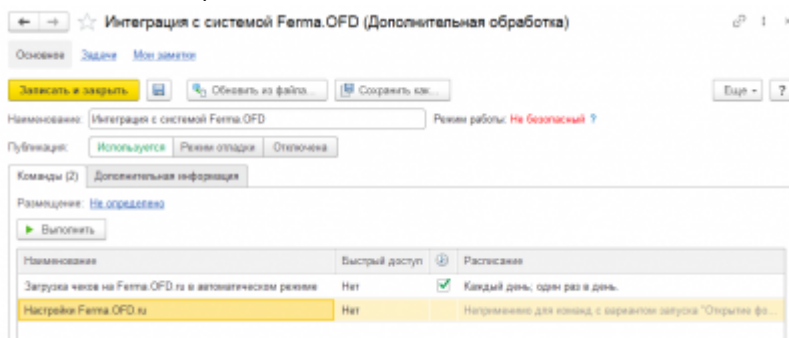 Интеграция с системой Ferma.OFD (Дополнительная обработка)
Основное Задачи Мои заметки
Записать и закрыть Обновить из файла... Сохранить как... Еще ?
Наименование: Интеграция с системой Ferma.OFD Режим работы: Не безопасный ?
Публикация: Используется Режим отладки Отключена
Команды (2) Дополнительная информация
Размещение: Не определено
Выполнить
Наименование Быстрый доступ Расписание
Загрузка чеков на Ferma.OFD.ru в автоматическом режиме Нет Каждый день; один раз в день.
Настройки Ferma.OFD.ru Нет Неприменимо для команд с вариантом запуска "Открытие фо...